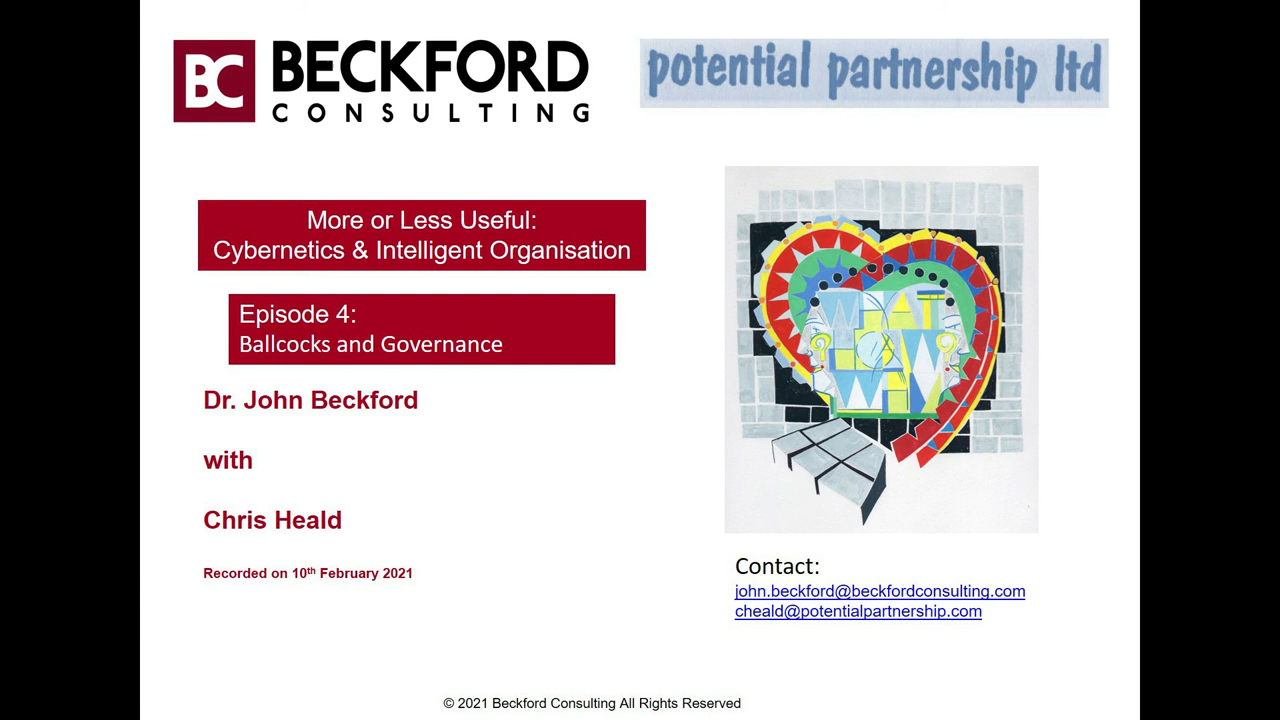 BC BECKFORD
CONSULTING
potential partnership ltd
More or Less Useful:
Cybernetics & Intelligent Organisation
Episode 4:
Ballcocks and Governance
Dr. John Beckford
with
Chris Heald
Recorded on 10th February 2021
Contact:
john.beckford@beckfordconsulting.com
cheald@potentialpartnership.com
© 2021 Beckford Consulting All Rights Reserved